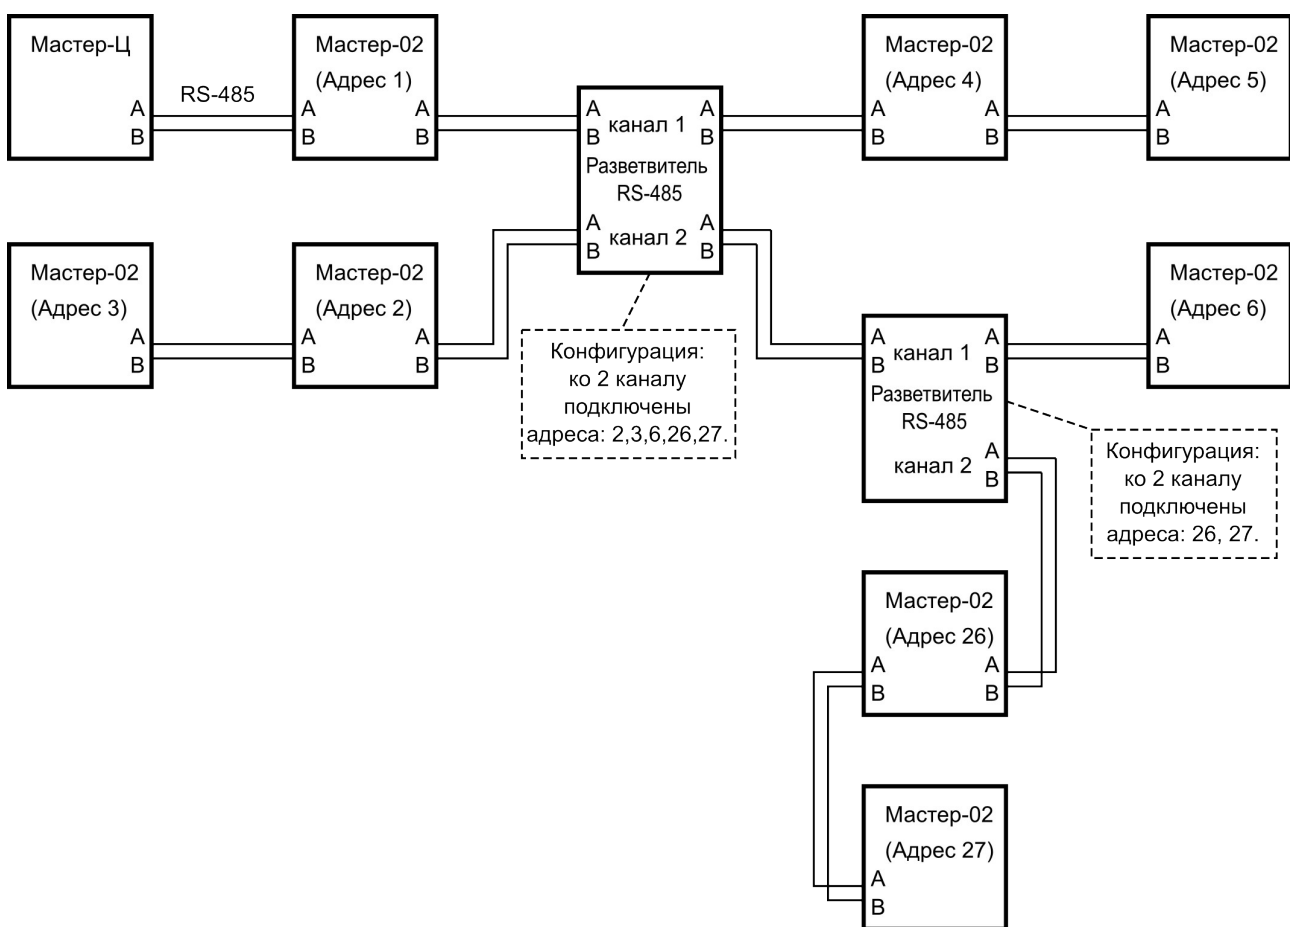 Мастер-Ц
A
B
RS-485
Мастер-02
(Адрес 1)
A
B
A
B
A
B
канал 1
A
B
Разветвитель
RS-485
A
B
канал 2
A
B
Мастер-02
(Адрес 4)
A
B
A
B
Мастер-02
(Адрес 5)
A
B
Мастер-02
(Адрес 3)
A
B
Мастер-02
(Адрес 2)
A
B
A
B
Конфигурация:
ко 2 каналу
подключены
адреса: 2,3,6,26,27.
A
B
канал 1
A
B
Разветвитель
RS-485
канал 2
A
B
Мастер-02
(Адрес 6)
A
B
Конфигурация:
ко 2 каналу
подключены
адреса: 26, 27.
Мастер-02
(Адрес 26)
A
B
A
B
Мастер-02
(Адрес 27)
A
B